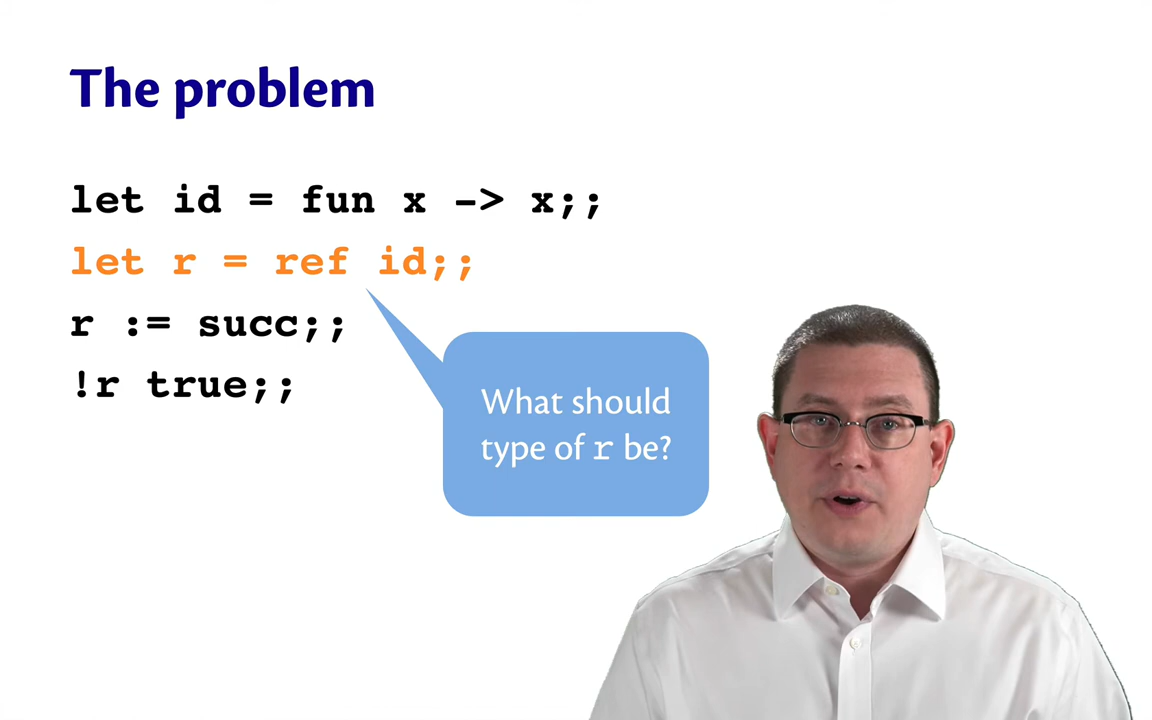 The problem
let id = fun x -> x;;
let r = ref id;;
r := succ;;
!r true;;
What should
type of r be?